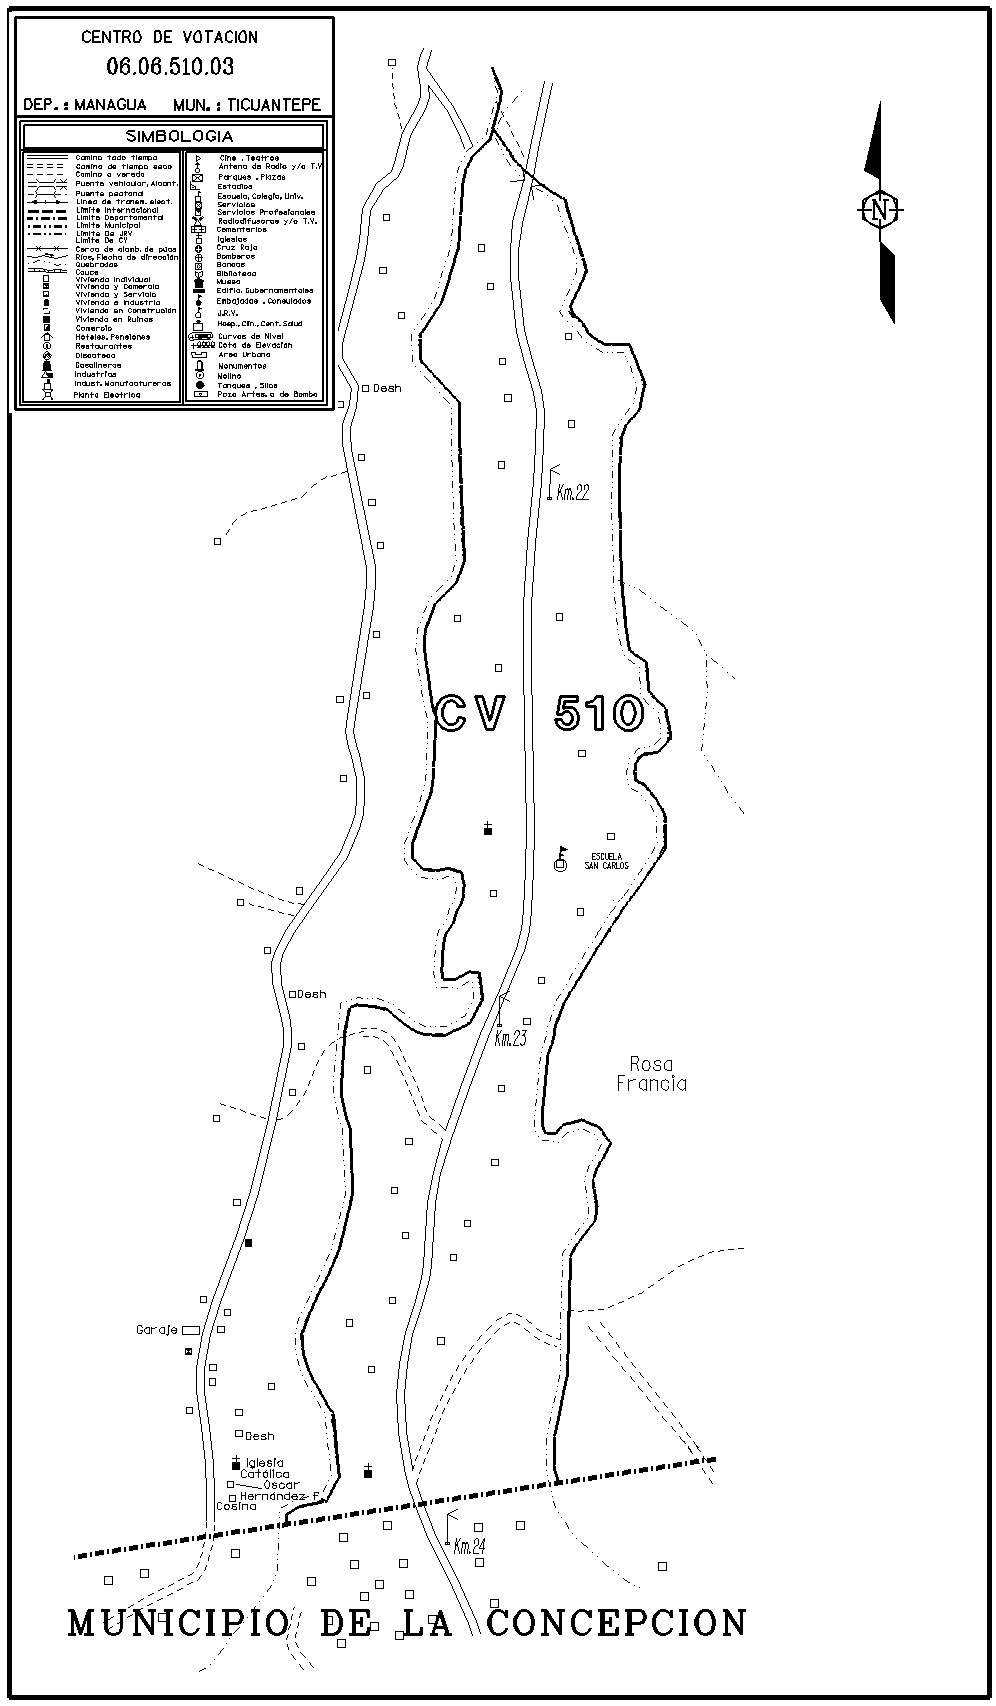 CENTRO DE VOTACION
06.06.510.03
DEP. : MANAGUA MUN. : TICUANTEPE
SIMBOLOGIA
Camino todo tiempo
Camino de tiempo seco
Camino o vereda
Puente vehicular, Alcant.
Puente peatonal
Linea de transm. elect.
Limite Internacional
Limite Departamental
Limite Municipal
Limite De JRV
Limite De CV
Cerca de alamb. de púas
Ríos, Flecha de dirección
Quebradas
Cauce
Vivienda Individual
Vivienda y Comercio
Vivienda y Servicio
Vivienda e Industria
Vivienda en Construcción
Vivienda en Ruinas
Comercio
Hoteles, Pensiones
Restaurantes
Discoteca
Gasolineras
Industrias
Indust. Manufactureras
Planta Electrica
Cine , Teatros
Antena de Radio y/o T.V
Parques , Plazas
Estadios
Escuela, Colegio, Univ.
Servicios
Servicios Profesionales
Radiodifusoras y/o T.V.
Cementerios
Iglesias
Cruz Roja
Bomberos
Bancos
Biblioteca
Museo
Edific. Gubernamentales
Embajadas , Consulados
J.R.V.
Hosp., Clin., Cent. Salud
Curvas de Nivel
Cota de Elevación
Area Urbana
Monumentos
Molino
Tanques , Silos
Pozo Artes. o de Bomba
N
Desh
Km.22
CV 510
ESCUELA
SAN CARLOS
Desh
Km.23
Rosa
Francia
Garaje
Desh
Iglesia
Católica
Oscar
Hernández F.
Cosina
Km.24
MUNICIPIO DE LA CONCEPCION